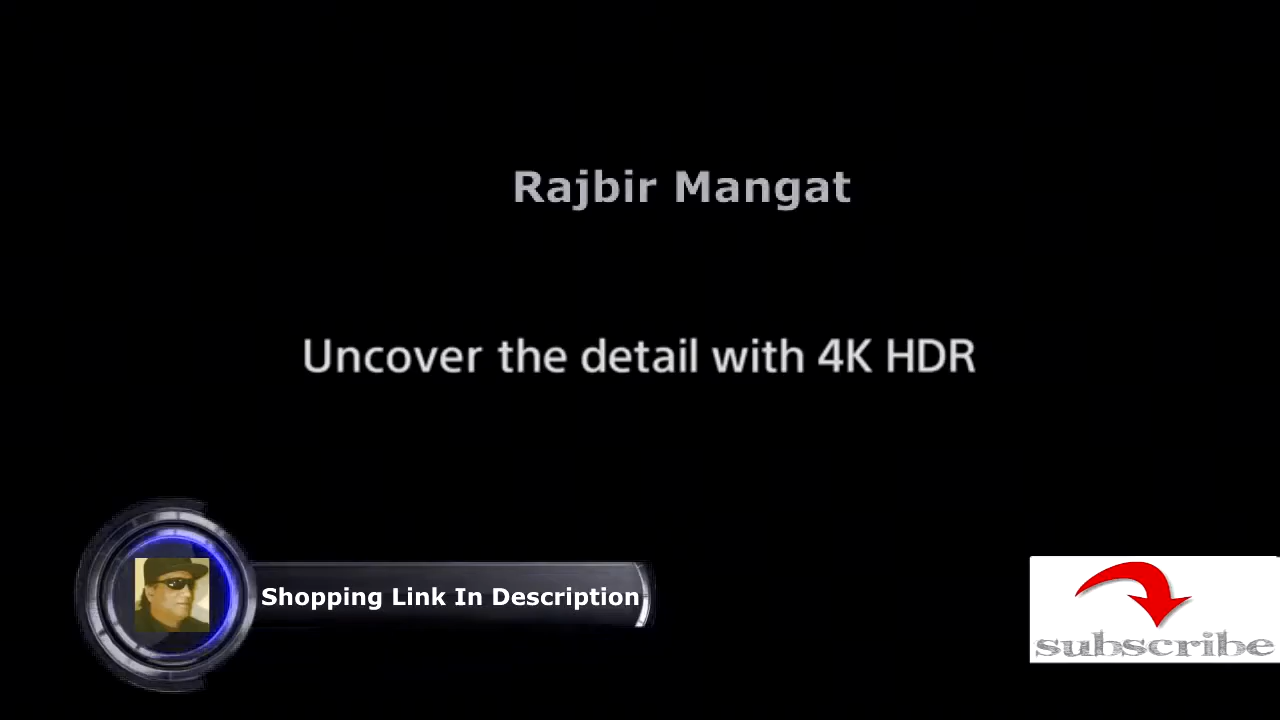 Rajbir Mangat
Uncover the detail with 4K HDR
Shopping Link In Description
subscribe